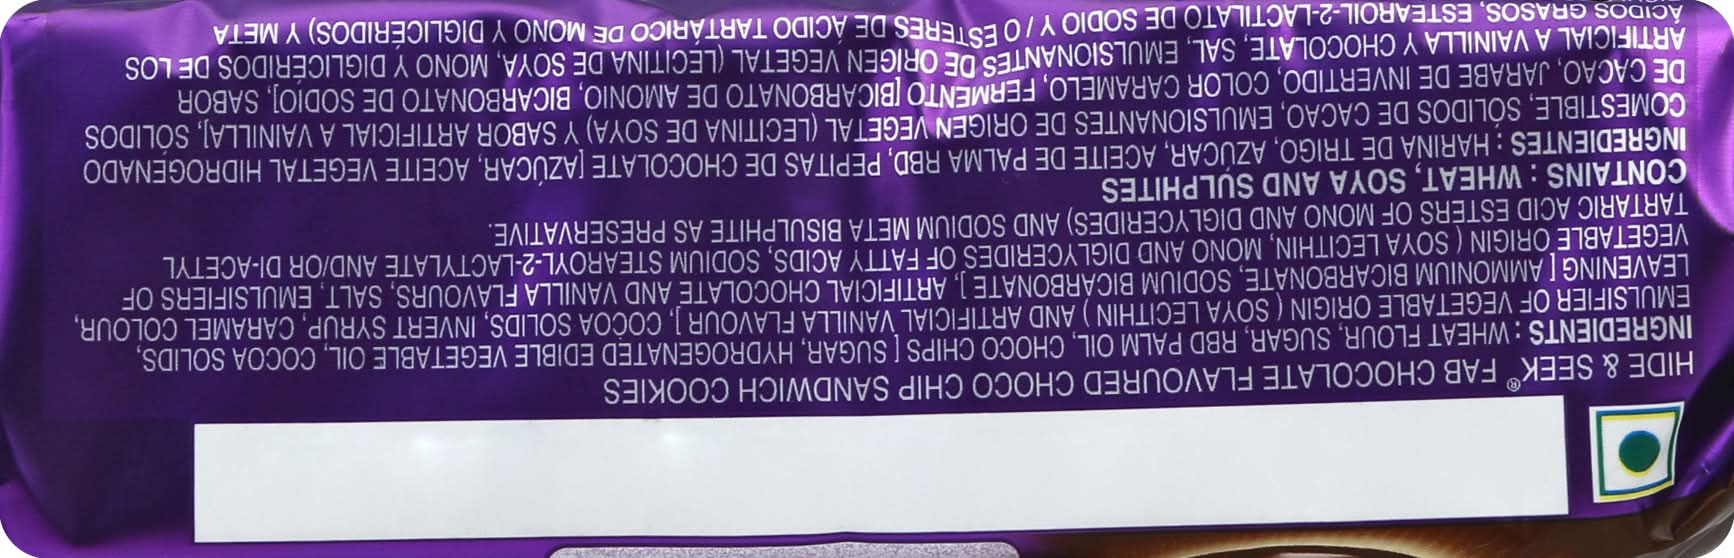 HIDE & SEEK® FAB CHOCOLATE FLAVOURED CHOCO CHIP SANDWICH COOKIES
INGREDIENTS : WHEAT FLOUR, SUGAR, RBD PALM OIL, CHOCO CHIPS [ SUGAR, HYDROGENATED EDIBLE VEGETABLE OIL, COCOA SOLIDS,
EMULSIFIER OF VEGETABLE ORIGIN ( SOYA LECITHIN ) AND ARTIFICIAL VANILLA FLAVOUR ], COCOA SOLIDS, INVERT SYRUP, CARAMEL COLOUR,
LEAVENING [ AMMONIUM BICARBONATE, SODIUM BICARBONATE ], ARTIFICIAL CHOCOLATE AND VANILLA FLAVOURS, SALT, EMULSIFIERS OF
VEGETABLE ORIGIN ( SOYA LECITHIN, MONO AND DIGLYCERIDES OF FATTY ACIDS, SODIUM STEAROYL-2-LACTYLATE AND/OR DI-ACETYL
TARTARIC ACID ESTERS OF MONO AND DIGLYCERIDES) AND SODIUM META BISULPHITE AS PRESERVATIVE.
CONTAINS : WHEAT, SOYA AND SULPHITES
INGREDIENTES : HARINA DE TRIGO, AZÚCAR, ACEITE DE PALMA RBD, PEPITAS DE CHOCOLATE [AZÚCAR, ACEITE VEGETAL HIDROGENADO
COMESTIBLE, SÓLIDOS DE CACAO, EMULSIONANTES DE ORIGEN VEGETAL (LECITINA DE SOYA) Y SABOR ARTIFICIAL A VAINILLA], SÓLIDOS
DE CACAO, JARABE DE INVERTIDO, COLOR CARAMELO, FERMENTO [BICARBONATO DE AMONIO, BICARBONATO DE SODIO], SABOR
ARTIFICIAL A VAINILLA Y CHOCOLATE, SAL, EMULSIONANTES DE ORIGEN VEGETAL (LECITINA DE SOYA, MONO Y DIGLICERIDOS DE LOS
ÁCIDOS GRASOS, ESTEAROIL-2-LACTILATO DE SODIO Y / O ESTERES DE ÁCIDO TARTÁRICO DE MONO Y DIGLICÉRIDOS) Y META